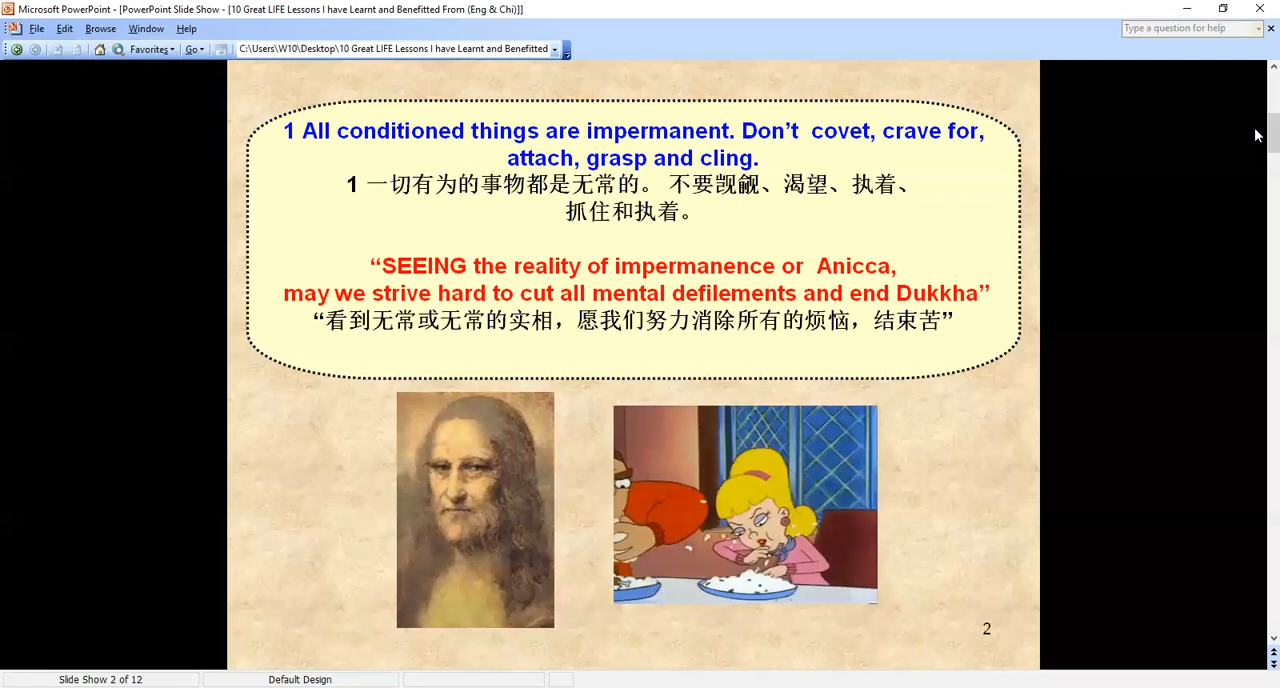 Microsoft PowerPoint - [PowerPoint Slide Show - [10 Great LIFE Lessons I have Learnt and Benefitted From (Eng & Chi)]]
File Edit Browse Window Help
Type a question for help
Favorites Go C:\Users\W10\Desktop\10 Great LIFE Lessons I have Learnt and Benefitted
1 All conditioned things are impermanent. Don’t covet, crave for,
attach, grasp and cling.
1 一切有为的事物都是无常的。 不要觊觎、渴望、执着、
抓住和执着。
“SEEING the reality of impermanence or Anicca,
may we strive hard to cut all mental defilements and end Dukkha”
“看到无常或无常的实相，愿我们努力消除所有的烦恼，结束苦”
2
Slide Show 2 of 12 Default Design